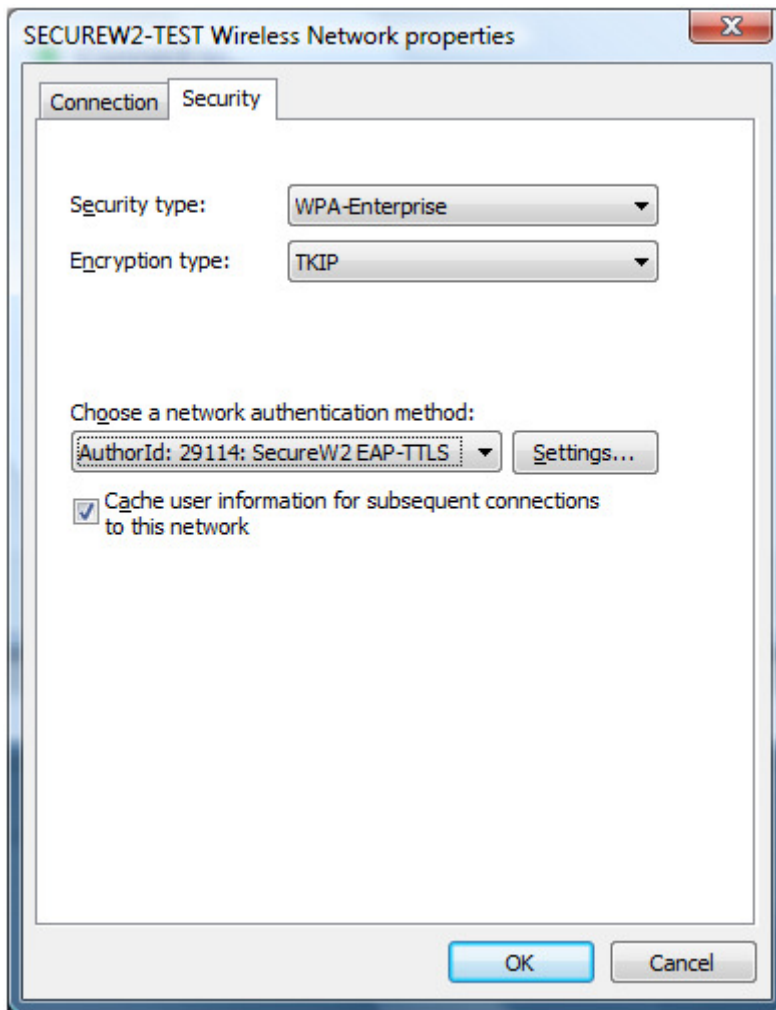 SECUREW2-TEST Wireless Network properties
Connection
Security
Security type:
WPA-Enterprise
Encryption type:
TKIP
Choose a network authentication method:
AuthorId: 29114: SecureW2 EAP-TTLS
Settings...
Cache user information for subsequent connections
to this network
OK
Cancel